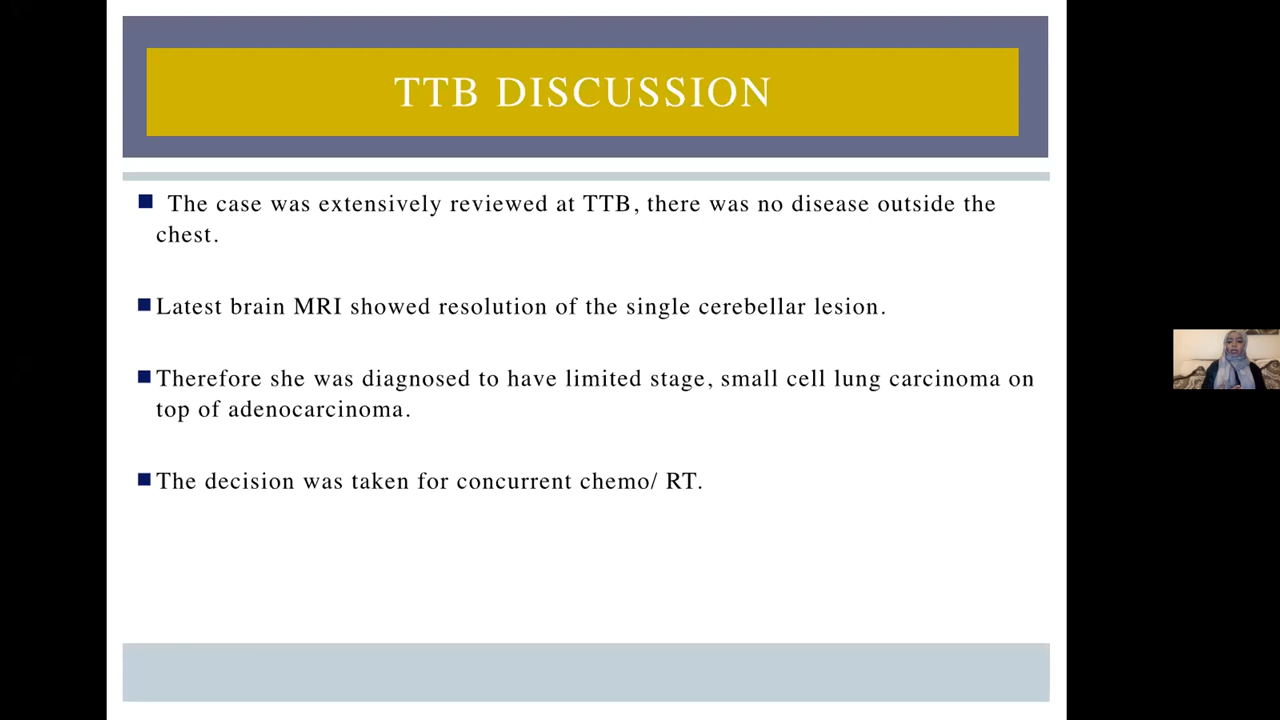 TTB DISCUSSION
The case was extensively reviewed at TTB, there was no disease outside the
chest.
Latest brain MRI showed resolution of the single cerebellar lesion.
Therefore she was diagnosed to have limited stage, small cell lung carcinoma on
top of adenocarcinoma.
The decision was taken for concurrent chemo/ RT.